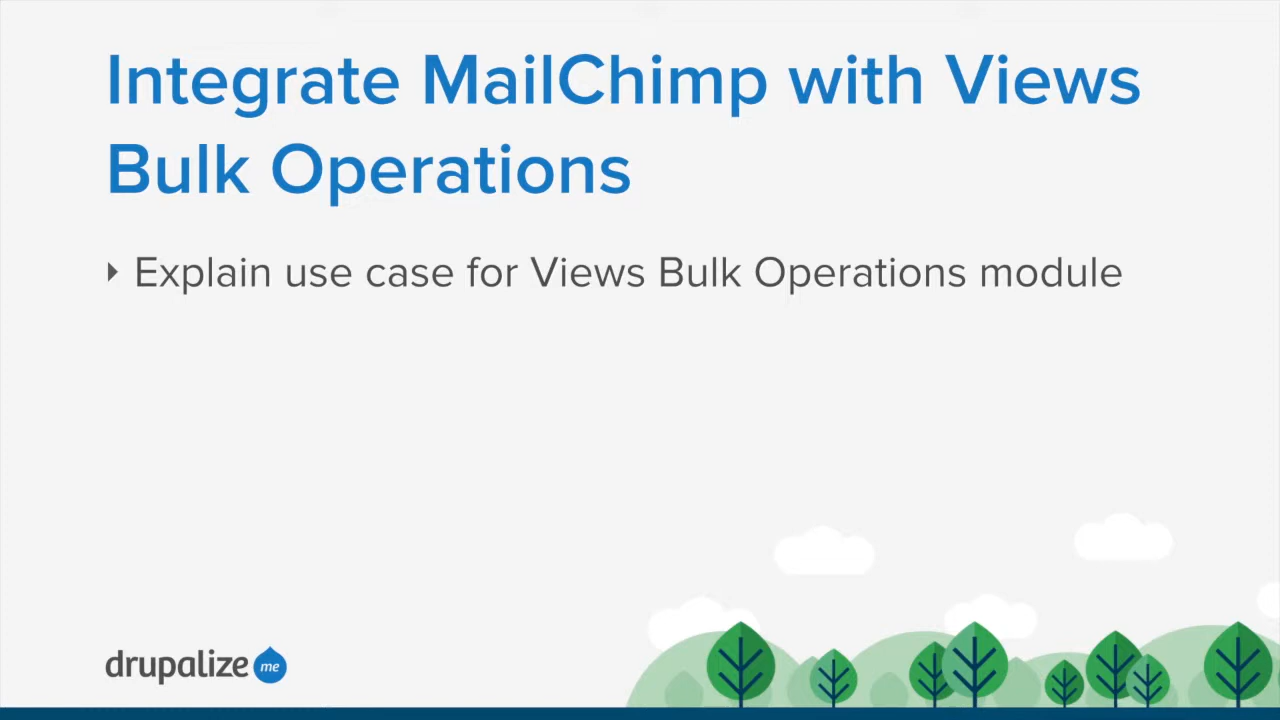 Integrate MailChimp with Views
Bulk Operations
Explain use case for Views Bulk Operations module
drupalize me